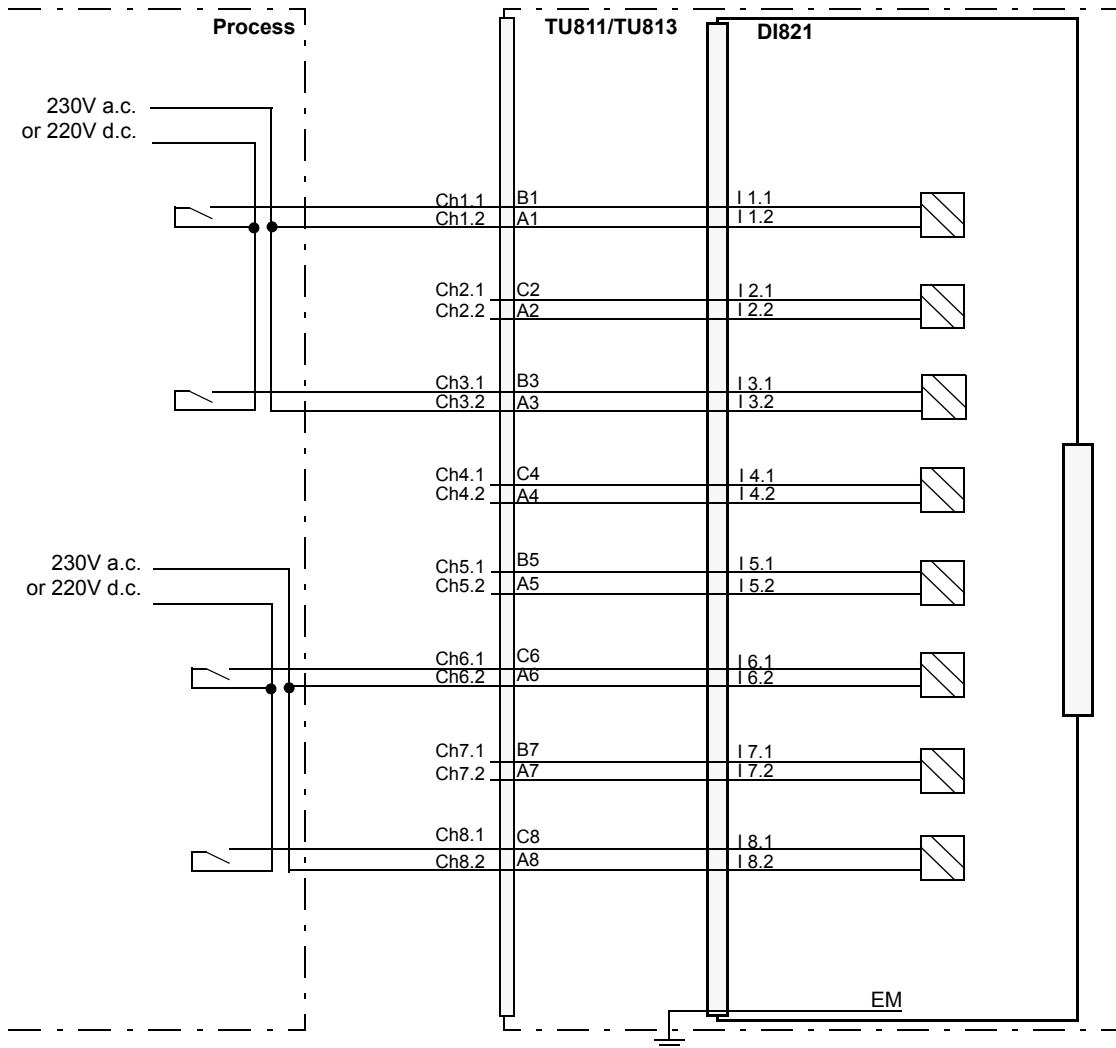 Process TU811/TU813 DI821
230V a.c.
or 220V d.c.
Ch1.1 B1 I 1.1
Ch1.2 A1 I 1.2
Ch2.1 C2 I 2.1
Ch2.2 A2 I 2.2
Ch3.1 B3 I 3.1
Ch3.2 A3 I 3.2
Ch4.1 C4 I 4.1
Ch4.2 A4 I 4.2
230V a.c.
or 220V d.c.
Ch5.1 B5 I 5.1
Ch5.2 A5 I 5.2
Ch6.1 C6 I 6.1
Ch6.2 A6 I 6.2
Ch7.1 B7 I 7.1
Ch7.2 A7 I 7.2
Ch8.1 C8 I 8.1
Ch8.2 A8 I 8.2
EM